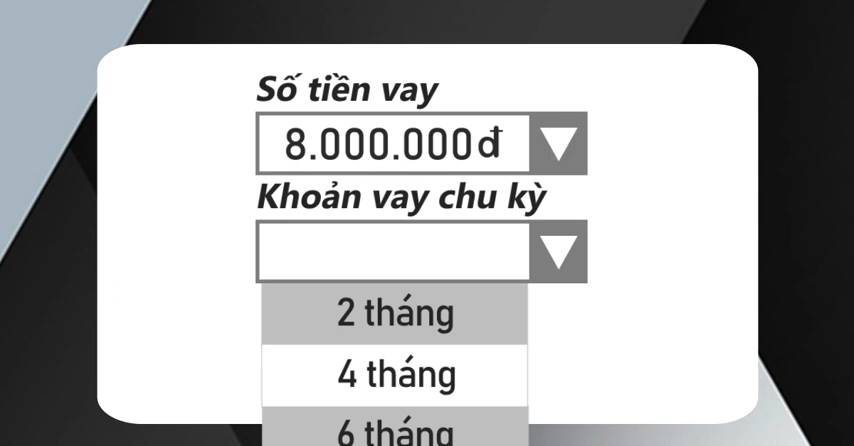 Số tiền vay
8.000.000đ
Khoản vay chu kỳ
2 tháng
4 tháng
6 tháng